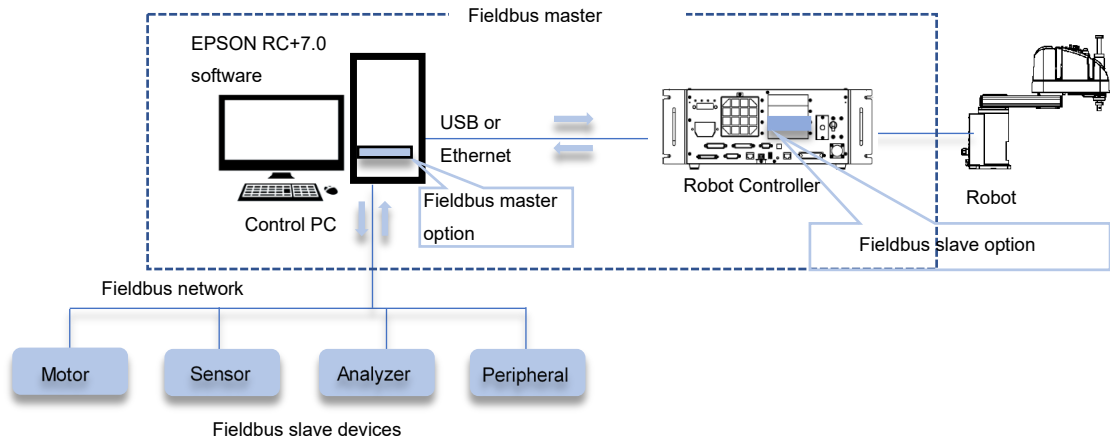 Fieldbus master
EPSON RC+7.0
software
USB or
Ethernet
Fieldbus master
option
Control PC
Robot Controller
Robot
Fieldbus slave option
Fieldbus network
Motor
Sensor
Analyzer
Peripheral
Fieldbus slave devices